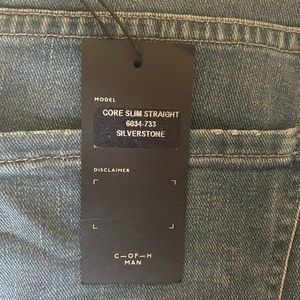 MODEL
CORE SLIM STRAIGHT
6034-733
SILVERSTONE
DISCLAIMER
C—OF—H
MAN